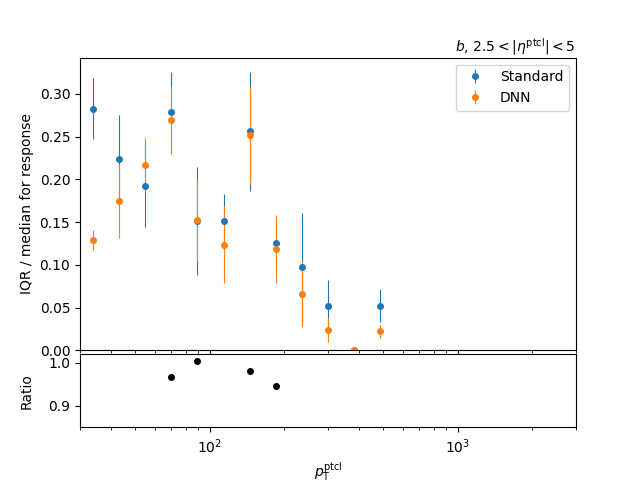 b, 2.5 < |η^ptcl| < 5
Standard
DNN
IQR / median for response
0.30
0.25
0.20
0.15
0.10
0.05
0.00
Ratio
1.0
0.9
10^2
10^3
p_T^ptcl